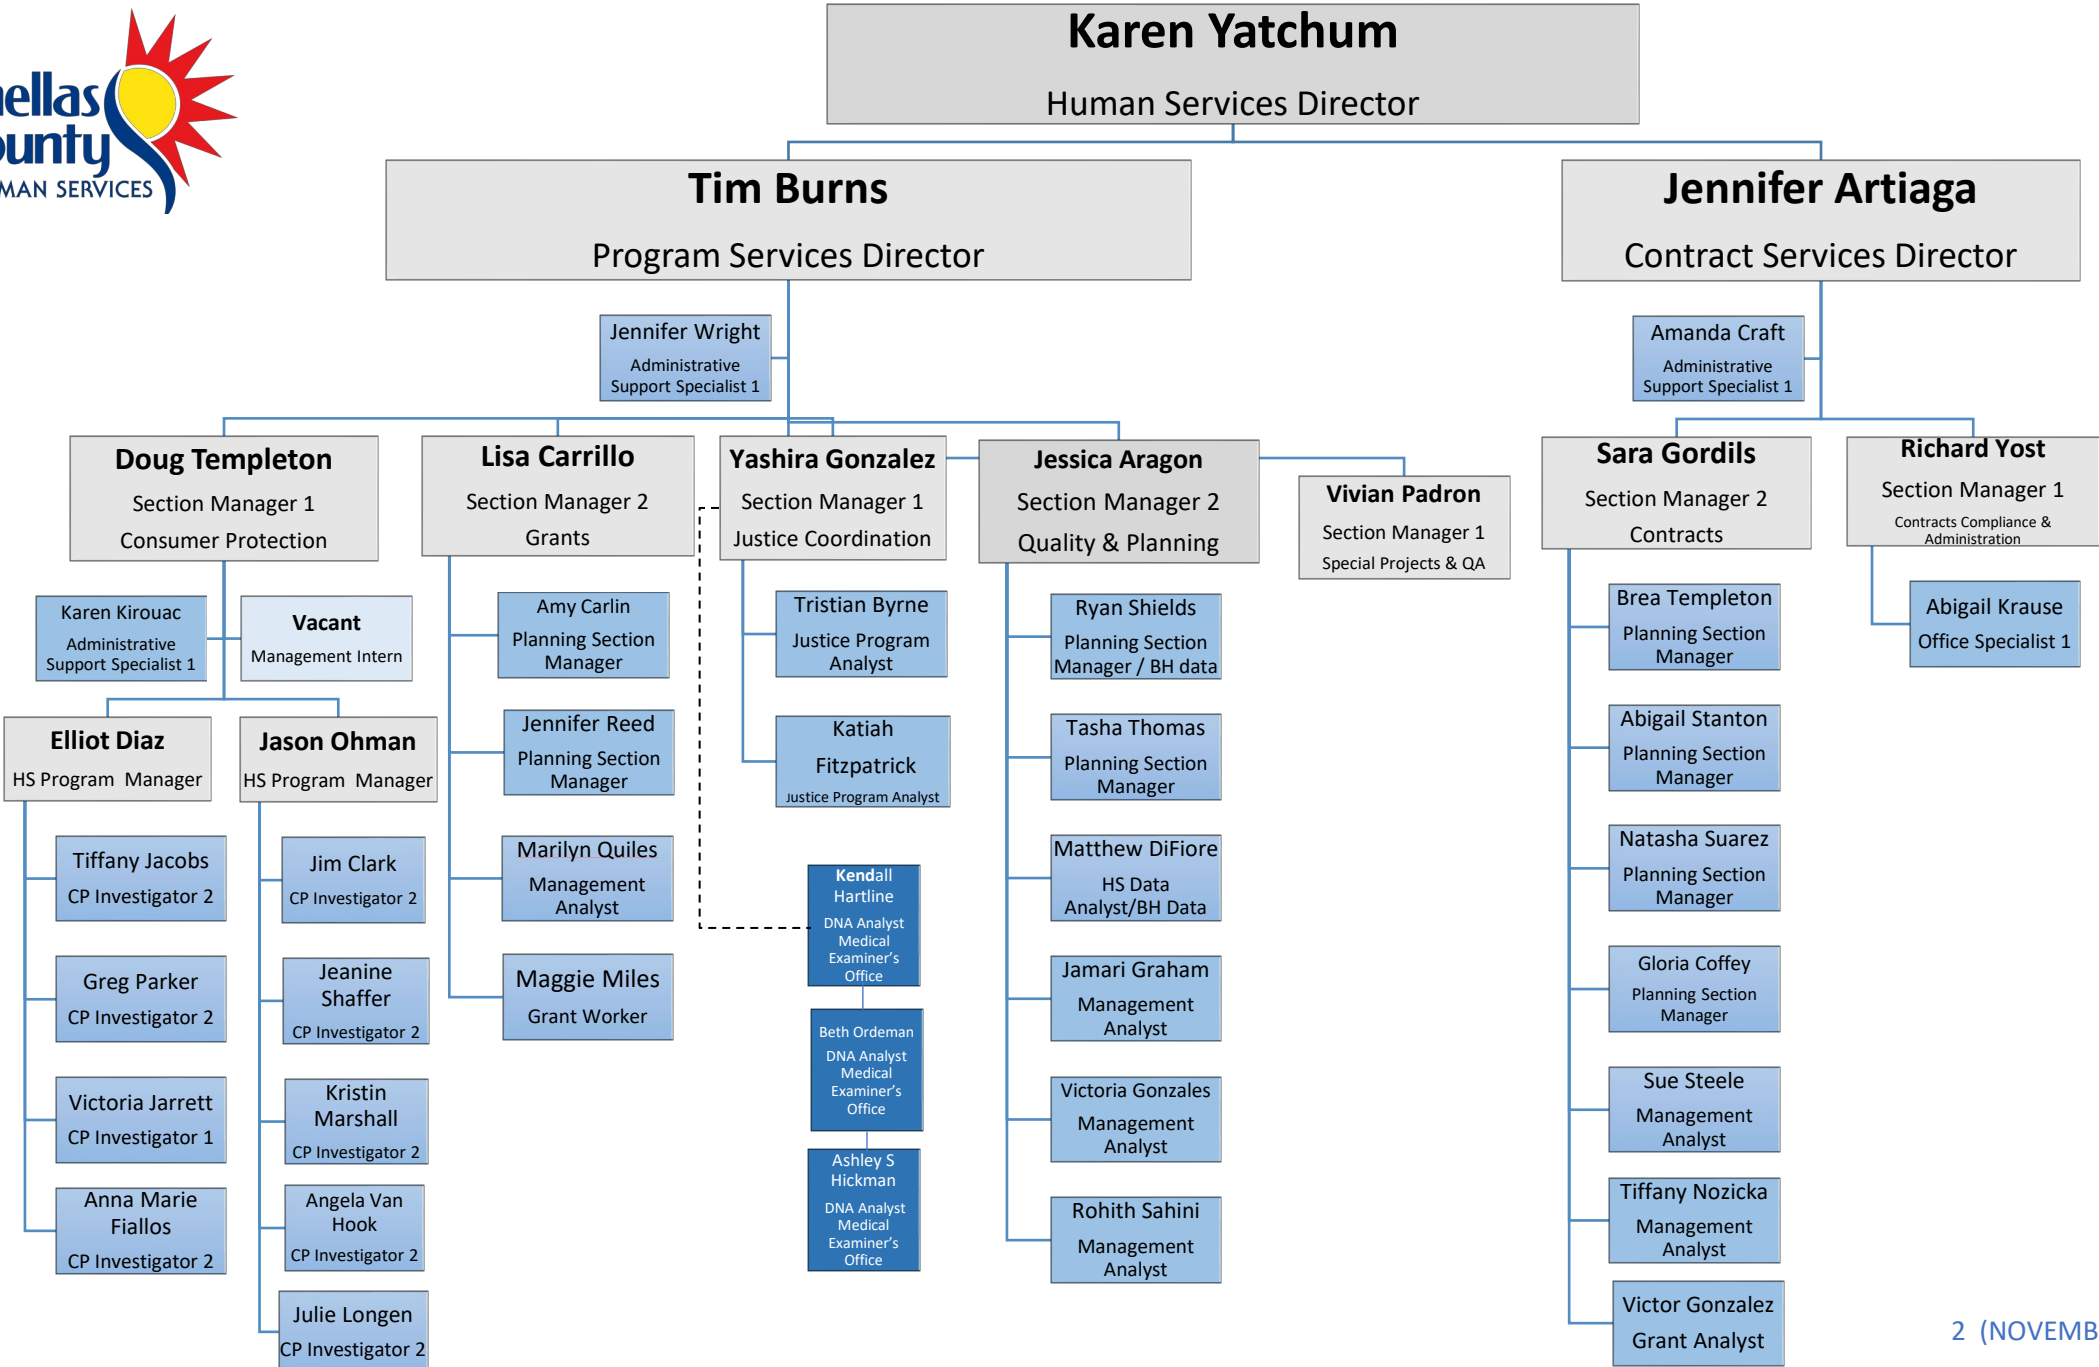 Karen Yatchum
Human Services Director
nellas
ounty
MAN SERVICES
Tim Burns
Program Services Director
Jennifer Artiaga
Contract Services Director
Jennifer Wright
Administrative
Support Specialist 1
Amanda Craft
Administrative
Support Specialist 1
Doug Templeton
Section Manager 1
Consumer Protection
Lisa Carrillo
Section Manager 2
Grants
Yashira Gonzalez
Section Manager 1
Justice Coordination
Jessica Aragon
Section Manager 2
Quality & Planning
Vivian Padron
Section Manager 1
Special Projects & QA
Sara Gordils
Section Manager 2
Contracts
Richard Yost
Section Manager 1
Contracts Compliance &
Administration
Karen Kirouac
Administrative
Support Specialist 1
Vacant
Management Intern
Elliot Diaz
HS Program  Manager
Jason Ohman
HS Program  Manager
Tiffany Jacobs
CP Investigator 2
Greg Parker
CP Investigator 2
Victoria Jarrett
CP Investigator 1
Anna Marie
Fiallos
CP Investigator 2
Jim Clark
CP Investigator 2
Jeanine
Shaffer
CP Investigator 2
Kristin
Marshall
CP Investigator 2
Angela Van
Hook
CP Investigator 2
Julie Longen
CP Investigator 2
Amy Carlin
Planning Section
Manager
Jennifer Reed
Planning Section
Manager
Marilyn Quiles
Management
Analyst
Maggie Miles
Grant Worker
Tristian Byrne
Justice Program
Analyst
Katiah
Fitzpatrick
Justice Program Analyst
Kendall
Hartline
DNA Analyst
Medical
Examiner's
Office
Beth Ordeman
DNA Analyst
Medical
Examiner's
Office
Ashley S
Hickman
DNA Analyst
Medical
Examiner's
Office
Ryan Shields
Planning Section
Manager / BH data
Tasha Thomas
Planning Section
Manager
Matthew DiFiore
HS Data
Analyst/BH Data
Jamari Graham
Management
Analyst
Victoria Gonzales
Management
Analyst
Rohith Sahini
Management
Analyst
Brea Templeton
Planning Section
Manager
Abigail Stanton
Planning Section
Manager
Natasha Suarez
Planning Section
Manager
Gloria Coffey
Planning Section
Manager
Sue Steele
Management
Analyst
Tiffany Nozicka
Management
Analyst
Victor Gonzalez
Grant Analyst
Abigail Krause
Office Specialist 1
2 (NOVEMB